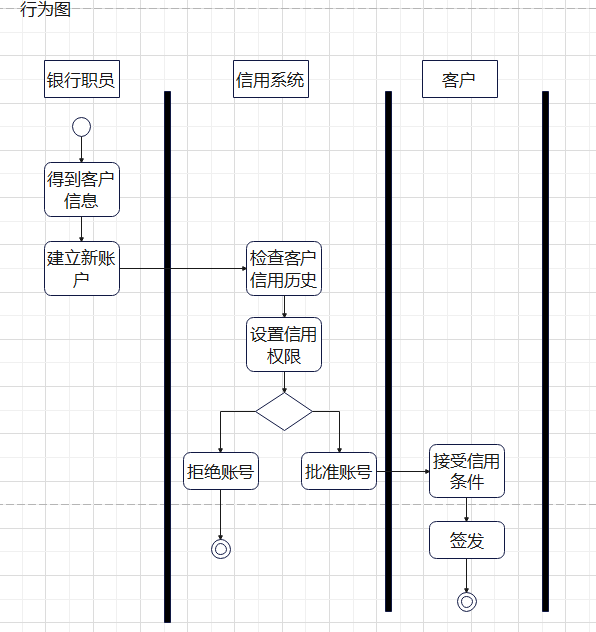 行为图
银行职员
信用系统
客户
得到客户
信息
建立新账
户
检查客户
信用历史
设置信用
权限
拒绝账号
批准账号
接受信用
条件
签发